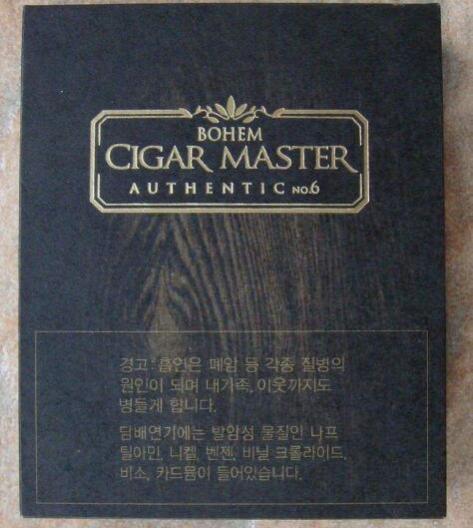 BOHEM
CIGAR MASTER
AUTHENTIC NO.6
경고 : 흡연은 폐암 등 각종 질병의
원인이 되며 내가족, 이웃까지도
병들게 합니다.
담배연기에는 발암성 물질인 나프
틸아민, 니켈, 벤젠, 비닐 크롤라이드,
비소, 카드뮴이 들어있습니다.